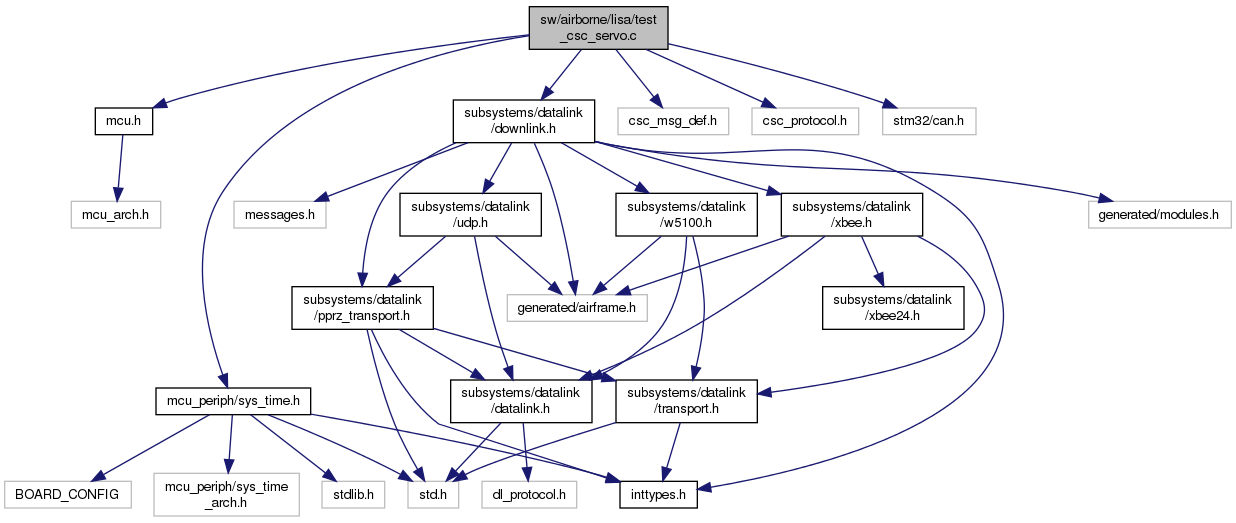 sw/airborne/lisa/test
_csc_servo.c
mcu.h
subsystems/datalink
/downlink.h
csc_msg_def.h
csc_protocol.h
stm32/can.h
mcu_arch.h
messages.h
subsystems/datalink
/udp.h
subsystems/datalink
/w5100.h
subsystems/datalink
/xbee.h
generated/modules.h
subsystems/datalink
/pprz_transport.h
generated/airframe.h
subsystems/datalink
/xbee24.h
mcu_periph/sys_time.h
subsystems/datalink
/datalink.h
subsystems/datalink
/transport.h
BOARD_CONFIG
mcu_periph/sys_time
_arch.h
stdlib.h
std.h
dl_protocol.h
inttypes.h